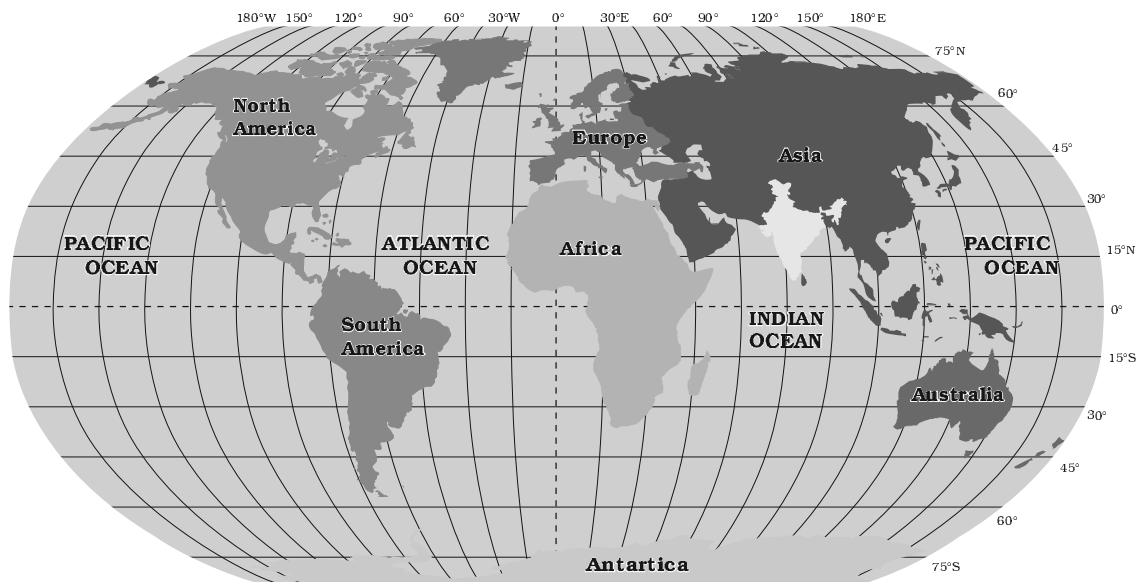 180°W 150° 120° 90° 60° 30°W 0° 30°E 60° 90° 120° 150° 180°E
75°N
60°
45°
30°
15°N
0°
15°S
30°
45°
60°
75°S
North
America
Europe
Asia
PACIFIC
OCEAN
ATLANTIC
OCEAN
Africa
PACIFIC
OCEAN
South
America
INDIAN
OCEAN
Australia
Antartica